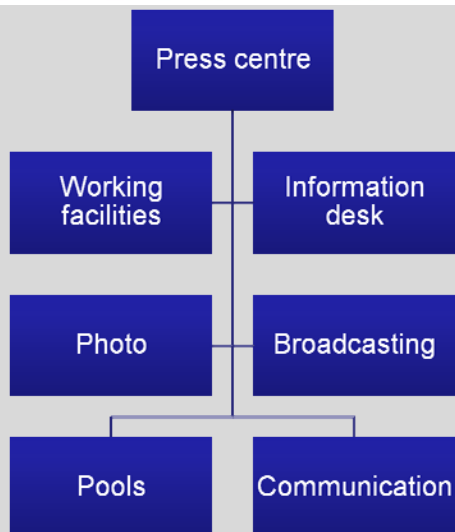 Press centre
Working
facilities
Information
desk
Photo
Broadcasting
Pools
Communication